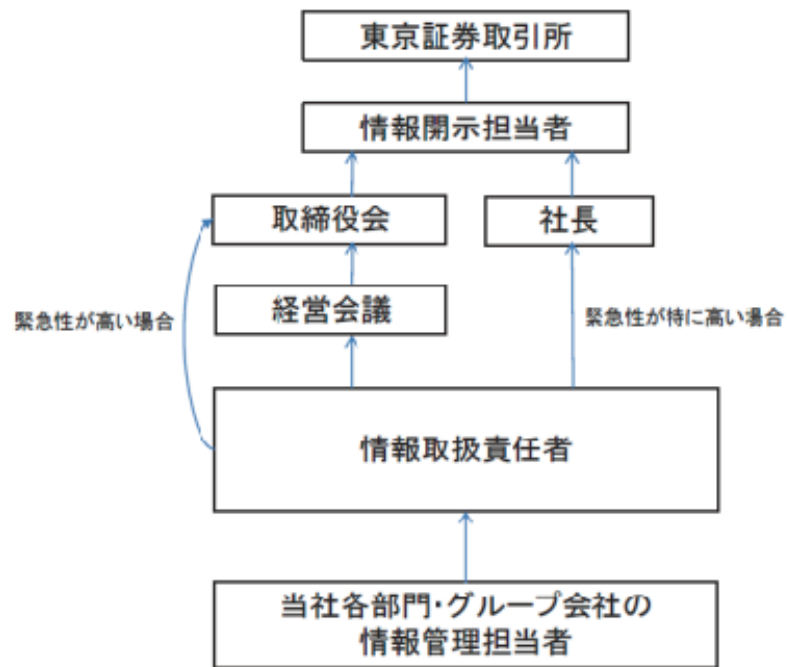 東京証券取引所
情報開示担当者
取締役会
社長
経営会議
緊急性が高い場合
緊急性が特に高い場合
情報取扱責任者
当社各部門・グループ会社の
情報管理担当者